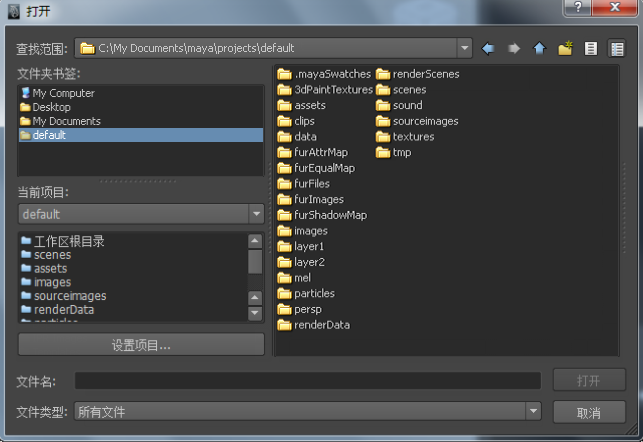 打开
查找范围: C:\My Documents\maya\projects\default
文件夹书签:
My Computer
Desktop
My Documents
default
当前项目:
default
工作区根目录
scenes
assets
images
sourceimages
renderData
设置项目...
.mayaSwatches
3dPaintTextures
assets
clips
data
furAttrMap
furEqualMap
furFiles
furImages
furShadowMap
images
layer1
layer2
mel
particles
persp
renderData
renderScenes
scenes
sound
sourceimages
textures
tmp
文件名:
打开
文件类型: 所有文件
取消